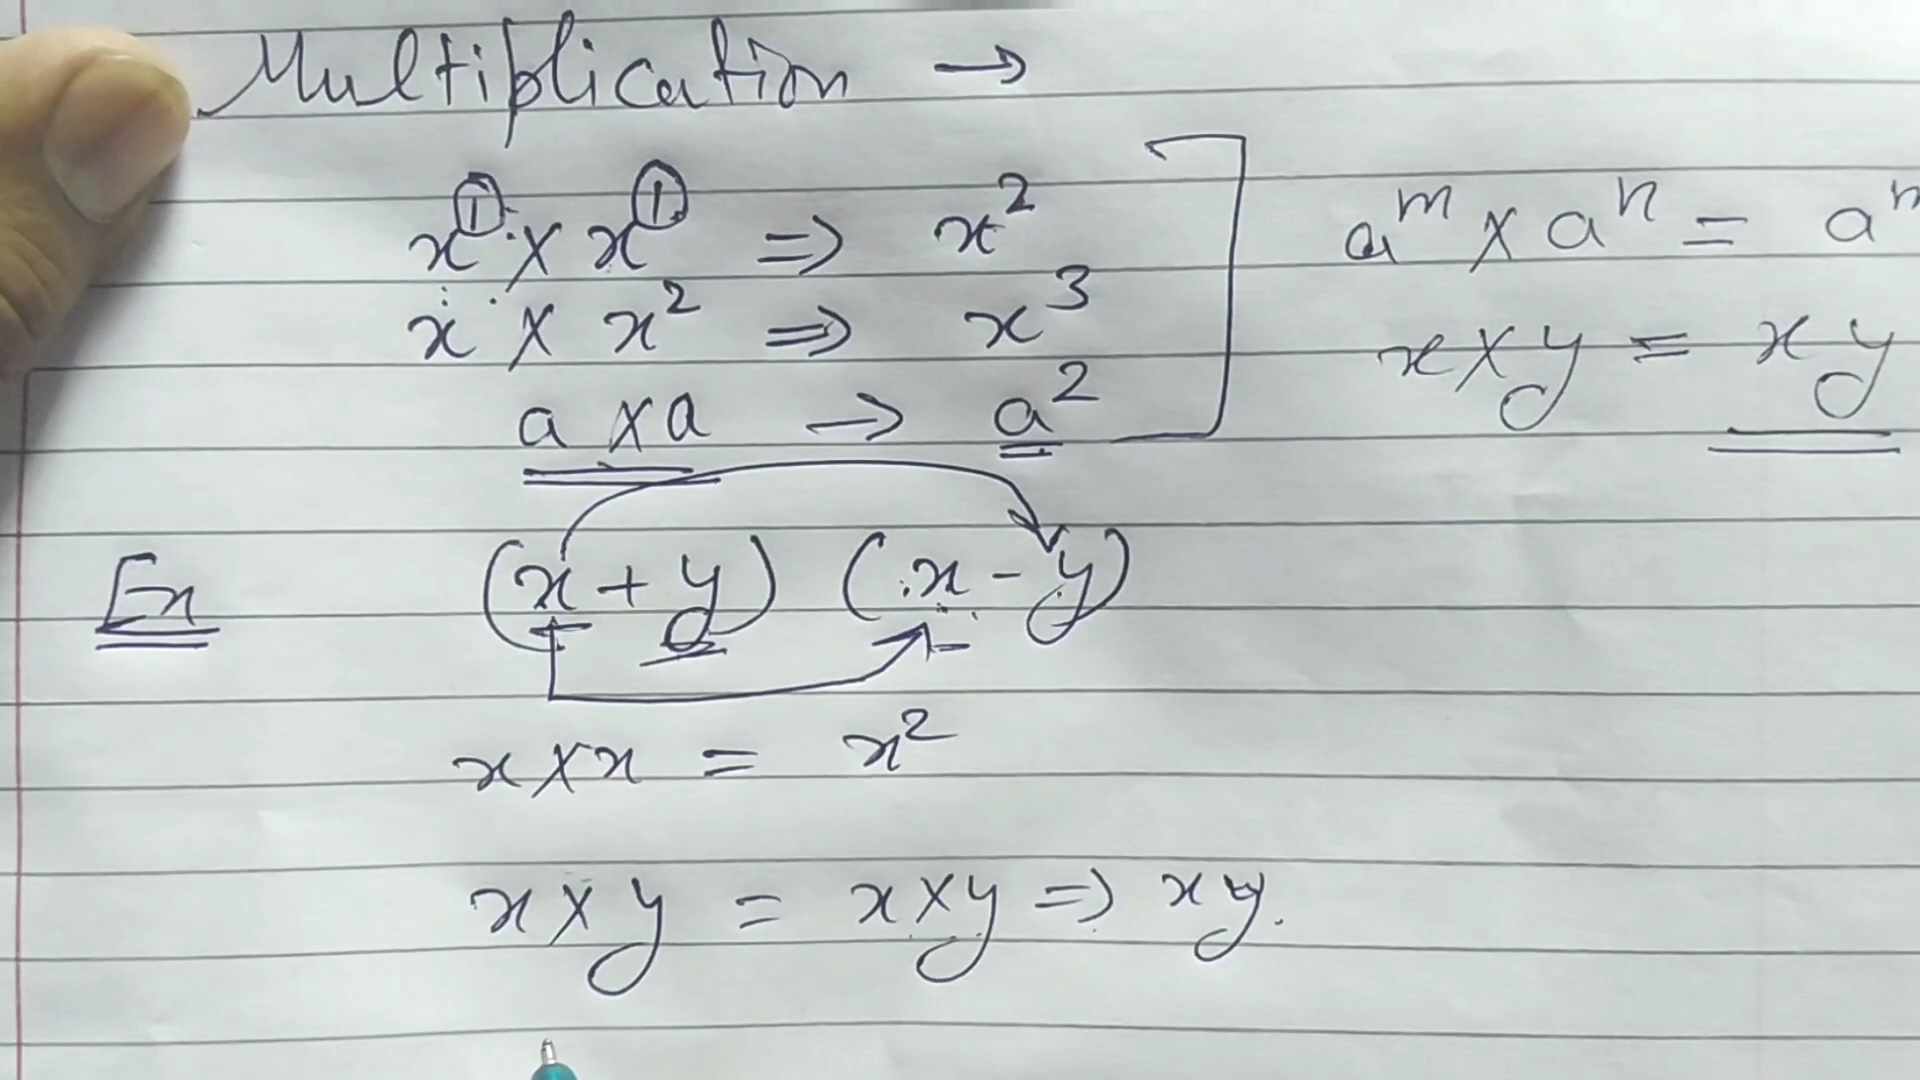 Multiplication →
x¹ × x¹ ⇒ x²
x × x² ⇒ x³
a × a → a²
aᵐ × aⁿ = a
x × y = xy
Ex (x + y) (x - y)
x × x = x²
x × y = x × y ⇒ xy.